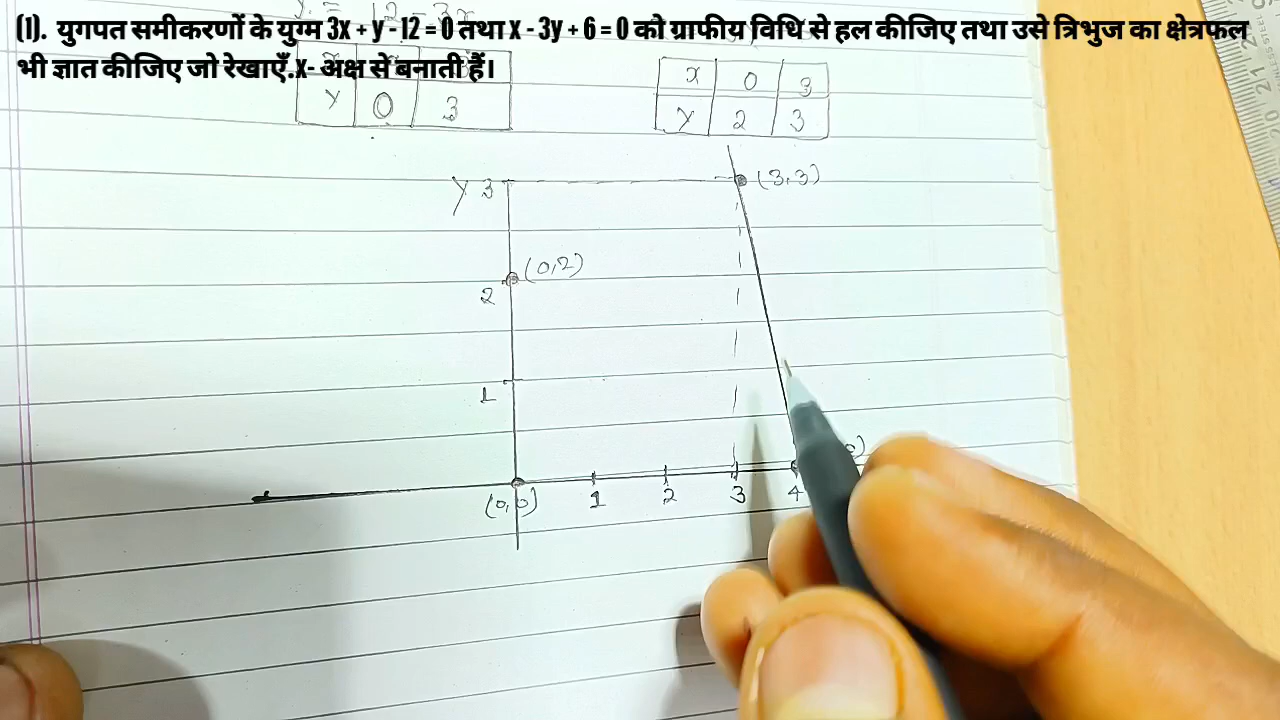 (1). युगपत समीकरणों के युग्म 3x + y - 12 = 0 तथा x - 3y + 6 = 0 को ग्राफीय विधि से हल कीजिए तथा उसे त्रिभुज का क्षेत्रफल
भी ज्ञात कीजिए जो रेखाएँ.x- अक्ष से बनाती हैं।
x 0 3
y 0 3
y 2 3
y 3
(3,3)
(0,2)
2
1
(0,0) 1 2 3 4